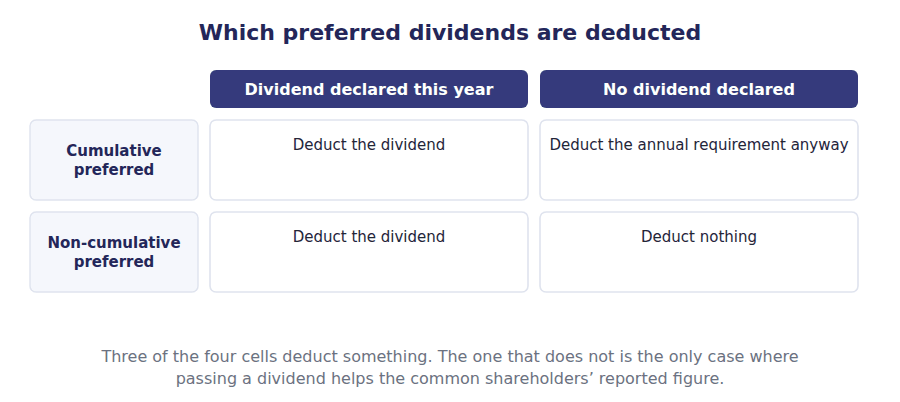 Which preferred dividends are deducted
Dividend declared this year
No dividend declared
Cumulative
preferred
Deduct the dividend
Deduct the annual requirement anyway
Non-cumulative
preferred
Deduct the dividend
Deduct nothing
Three of the four cells deduct something. The one that does not is the only case where
passing a dividend helps the common shareholders’ reported figure.